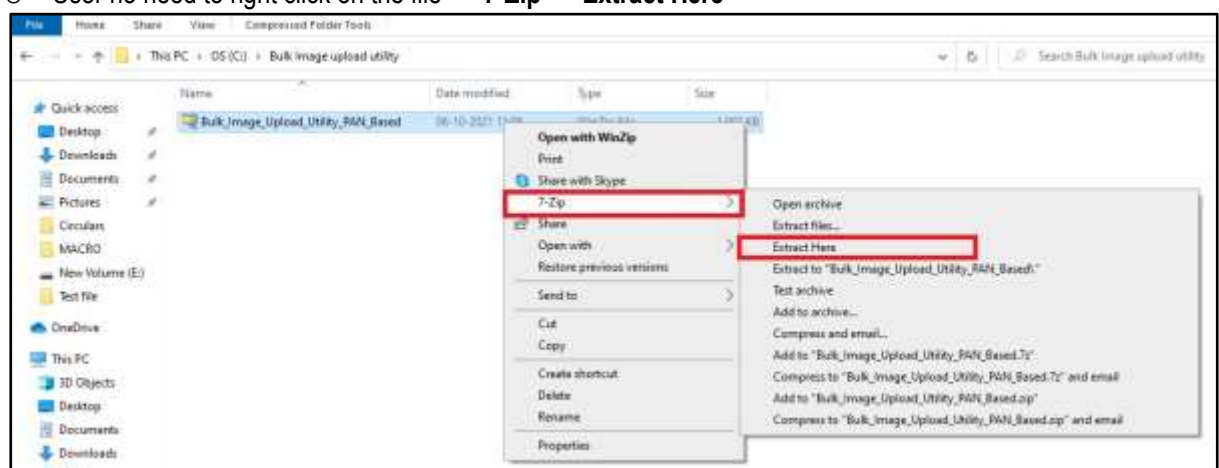 User no need to right click on the file 7-Zip Extract Here
File Home Share View Compressed Folder Tools
This PC › OS (C:) › Bulk Image upload utility
Search Bulk Image upload utility
Name Date modified Type Size
Quick access
Desktop
Downloads
Documents
Pictures
Circulars
MACRO
New Volume (E:)
Test file
OneDrive
This PC
3D Objects
Desktop
Documents
Downloads
Bulk_Image_Upload_Utility_PAN_Based 06-10-2021
Open with WinZip
Print
Share with Skype
7-Zip
Share
Open with
Restore previous versions
Send to
Cut
Copy
Create shortcut
Delete
Rename
Properties
Open archive
Extract files...
Extract Here
Extract to "Bulk_Image_Upload_Utility_PAN_Based\"
Test archive
Add to archive...
Compress and email...
Add to "Bulk_Image_Upload_Utility_PAN_Based.7z"
Compress to "Bulk_Image_Upload_Utility_PAN_Based.7z" and email
Add to "Bulk_Image_Upload_Utility_PAN_Based.zip"
Compress to "Bulk_Image_Upload_Utility_PAN_Based.zip" and email